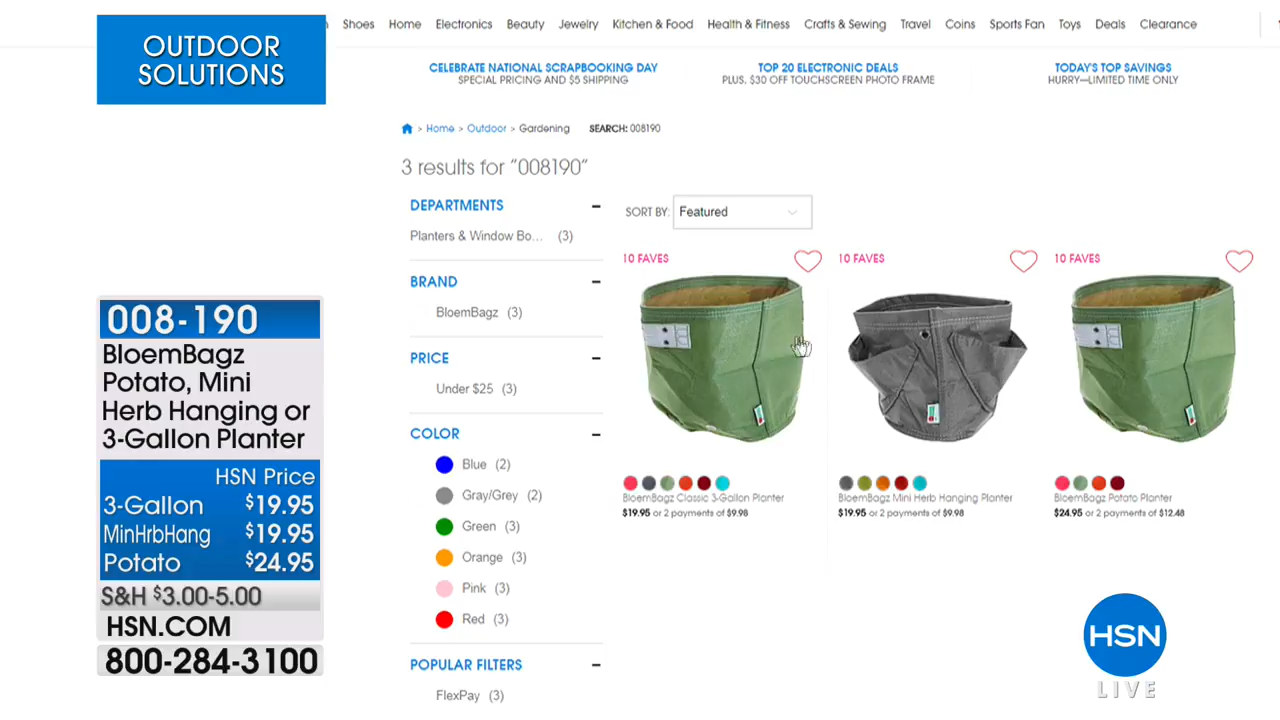 OUTDOOR
SOLUTIONS
Shoes Home Electronics Beauty Jewelry Kitchen & Food Health & Fitness Crafts & Sewing Travel Coins Sports Fan Toys Deals Clearance
CELEBRATE NATIONAL SCRAPBOOKING DAY
SPECIAL PRICING AND $5 SHIPPING
TOP 20 ELECTRONIC DEALS
PLUS, $30 OFF TOUCHSCREEN PHOTO FRAME
TODAY'S TOP SAVINGS
HURRY—LIMITED TIME ONLY
> Home > Outdoor > Gardening SEARCH: 008190
3 results for "008190"
DEPARTMENTS
Planters & Window Bo... (3)
BRAND
BloemBagz (3)
PRICE
Under $25 (3)
COLOR
Blue (2)
Gray/Grey (2)
Green (3)
Orange (3)
Pink (3)
Red (3)
POPULAR FILTERS
FlexPay (3)
SORT BY: Featured
10 FAVES
BloemBagz Classic 3-Gallon Planter
$19.95 or 2 payments of $9.98
10 FAVES
BloemBagz Mini Herb Hanging Planter
$19.95 or 2 payments of $9.98
10 FAVES
BloemBagz Potato Planter
$24.95 or 2 payments of $12.48
008-190
BloemBagz
Potato, Mini
Herb Hanging or
3-Gallon Planter
HSN Price
3-Gallon $19.95
MinHrbHang $19.95
Potato $24.95
S&H $3.00-5.00
HSN.COM
800-284-3100
HSN
LIVE